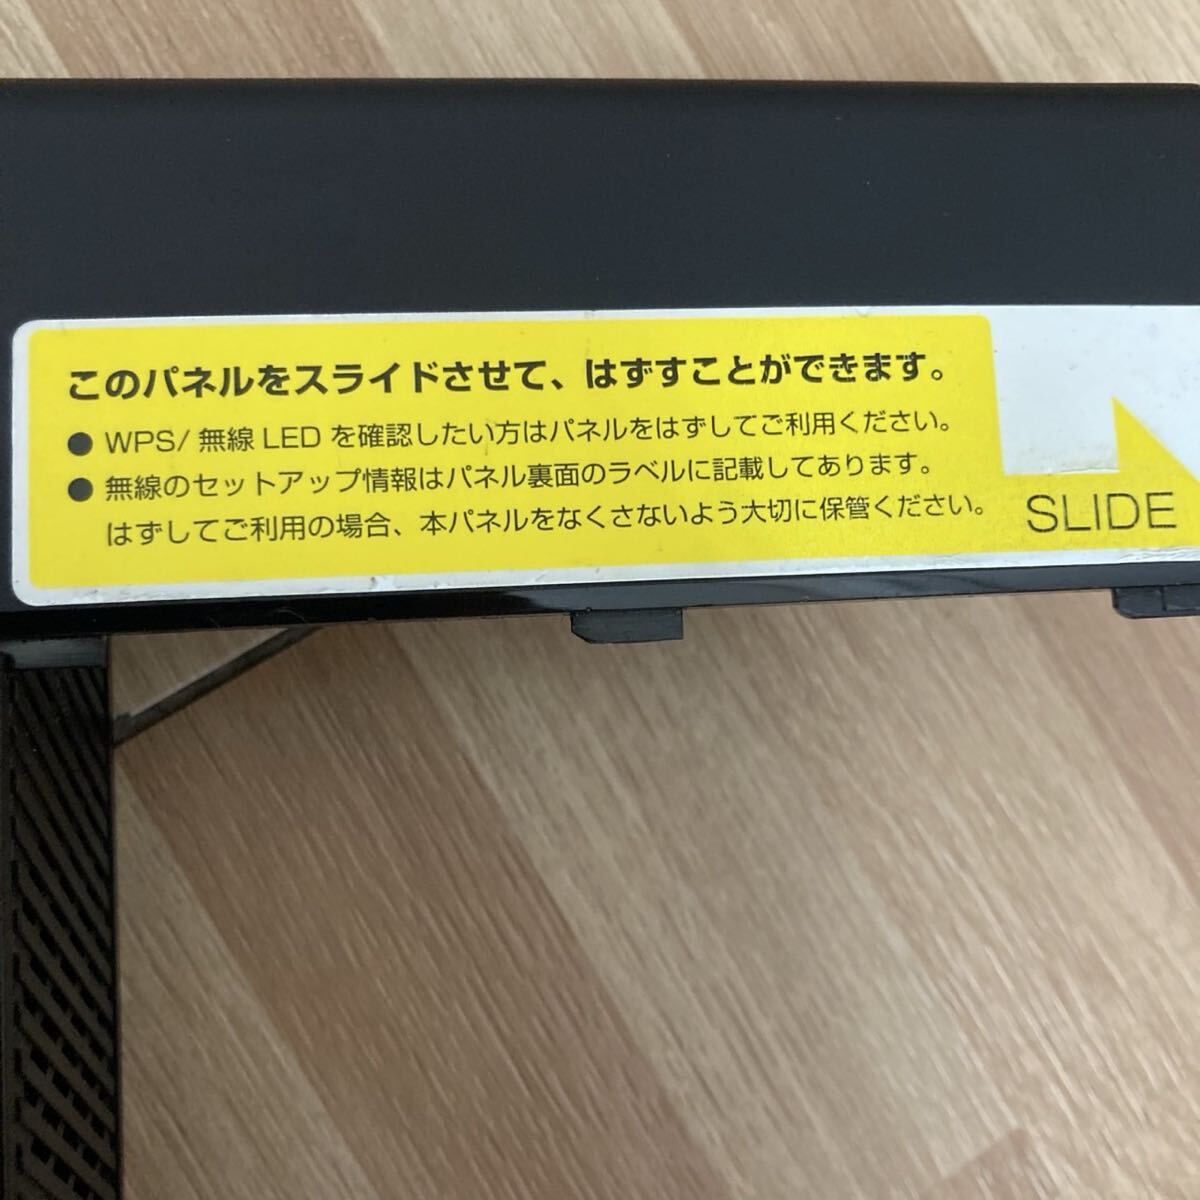 このパネルをスライドさせて、はずすことができます。
● WPS/ 無線 LED を確認したい方はパネルをはずしてご利用ください。
● 無線のセットアップ情報はパネル裏面のラベルに記載してあります。
はずしてご利用の場合、本パネルをなくさないよう大切に保管ください。
SLIDE